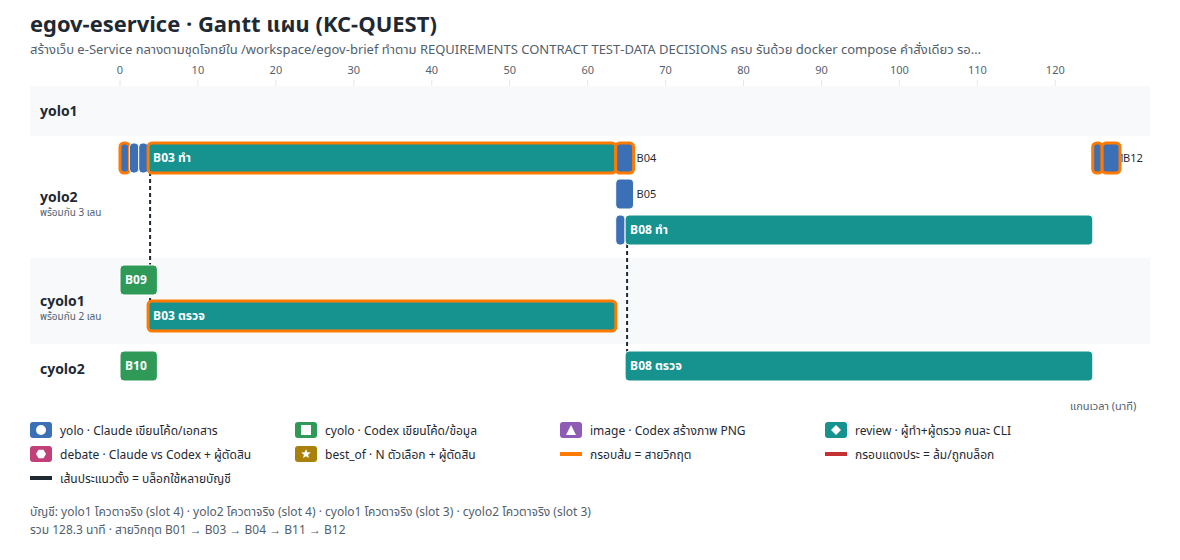 egov-eservice · Gantt แผน (KC-QUEST)
สร้างเว็บ e-Service กลางตามชุดโจทย์ใน /workspace/egov-brief ทำตาม REQUIREMENTS CONTRACT TEST-DATA DECISIONS ครบ รันด้วย docker compose คำสั่งเดียว รอ…
0 10 20 30 40 50 60 70 80 90 100 110 120
yolo1
B03 ทำ B04 B12
B05
yolo2
พร้อมกัน 3 เลน
B08 ทำ
B09
cyolo1
พร้อมกัน 2 เลน
B03 ตรวจ
cyolo2 B10 B08 ตรวจ
แกนเวลา (นาที)
yolo · Claude เขียนโค้ด/เอกสาร cyolo · Codex เขียนโค้ด/ข้อมูล image · Codex สร้างภาพ PNG review · ผู้ทำ+ผู้ตรวจ คนละ CLI
debate · Claude vs Codex + ผู้ตัดสิน best_of · N ตัวเลือก + ผู้ตัดสิน กรอบส้ม = สายวิกฤต กรอบแดงประ = ล้ม/ถูกบล็อก
เส้นประแนวตั้ง = บล็อกใช้หลายบัญชี
บัญชี: yolo1 โควตาจริง (slot 4) · yolo2 โควตาจริง (slot 4) · cyolo1 โควตาจริง (slot 3) · cyolo2 โควตาจริง (slot 3)
รวม 128.3 นาที · สายวิกฤต B01 → B03 → B04 → B11 → B12